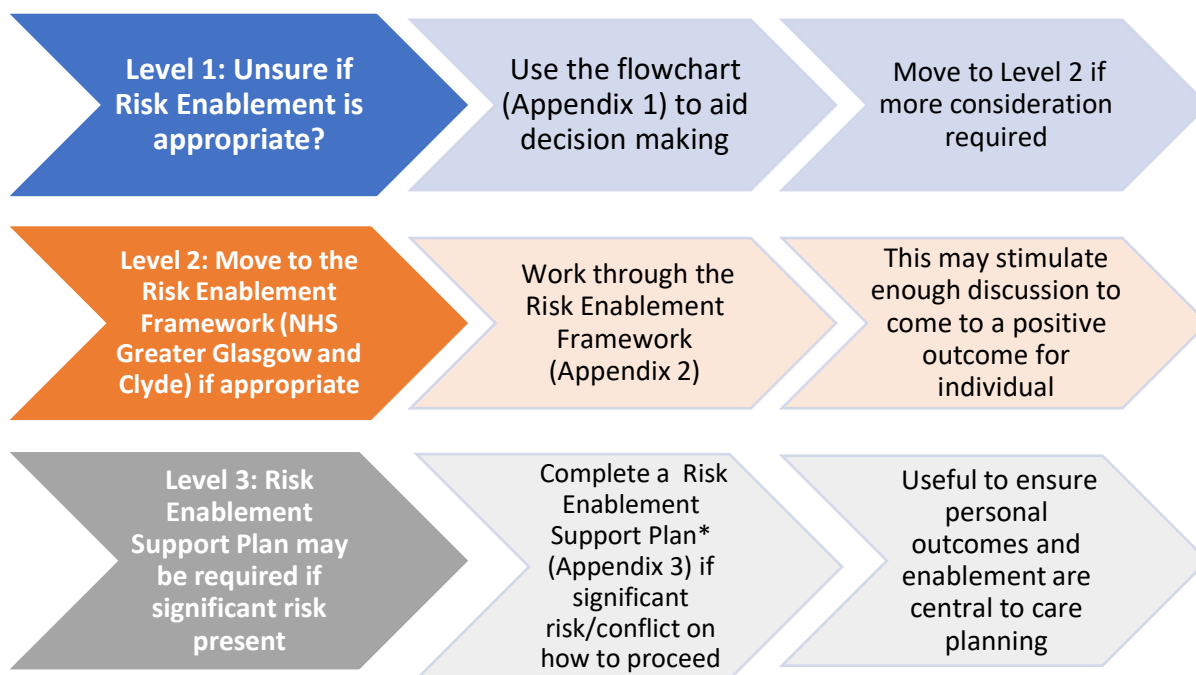 Level 1: Unsure if
Risk Enablement is
appropriate?
Use the flowchart
(Appendix 1) to aid
decision making
Move to Level 2 if
more consideration
required
Level 2: Move to the
Risk Enablement
Framework (NHS
Greater Glasgow and
Clyde) if appropriate
Work through the
Risk Enablement
Framework
(Appendix 2)
This may stimulate
enough discussion to
come to a positive
outcome for
individual
Level 3: Risk
Enablement
Support Plan may
be required if
significant risk
present
Complete a Risk
Enablement
Support Plan*
(Appendix 3) if
significant
risk/conflict on
how to proceed
Useful to ensure
personal
outcomes and
enablement are
central to care
planning